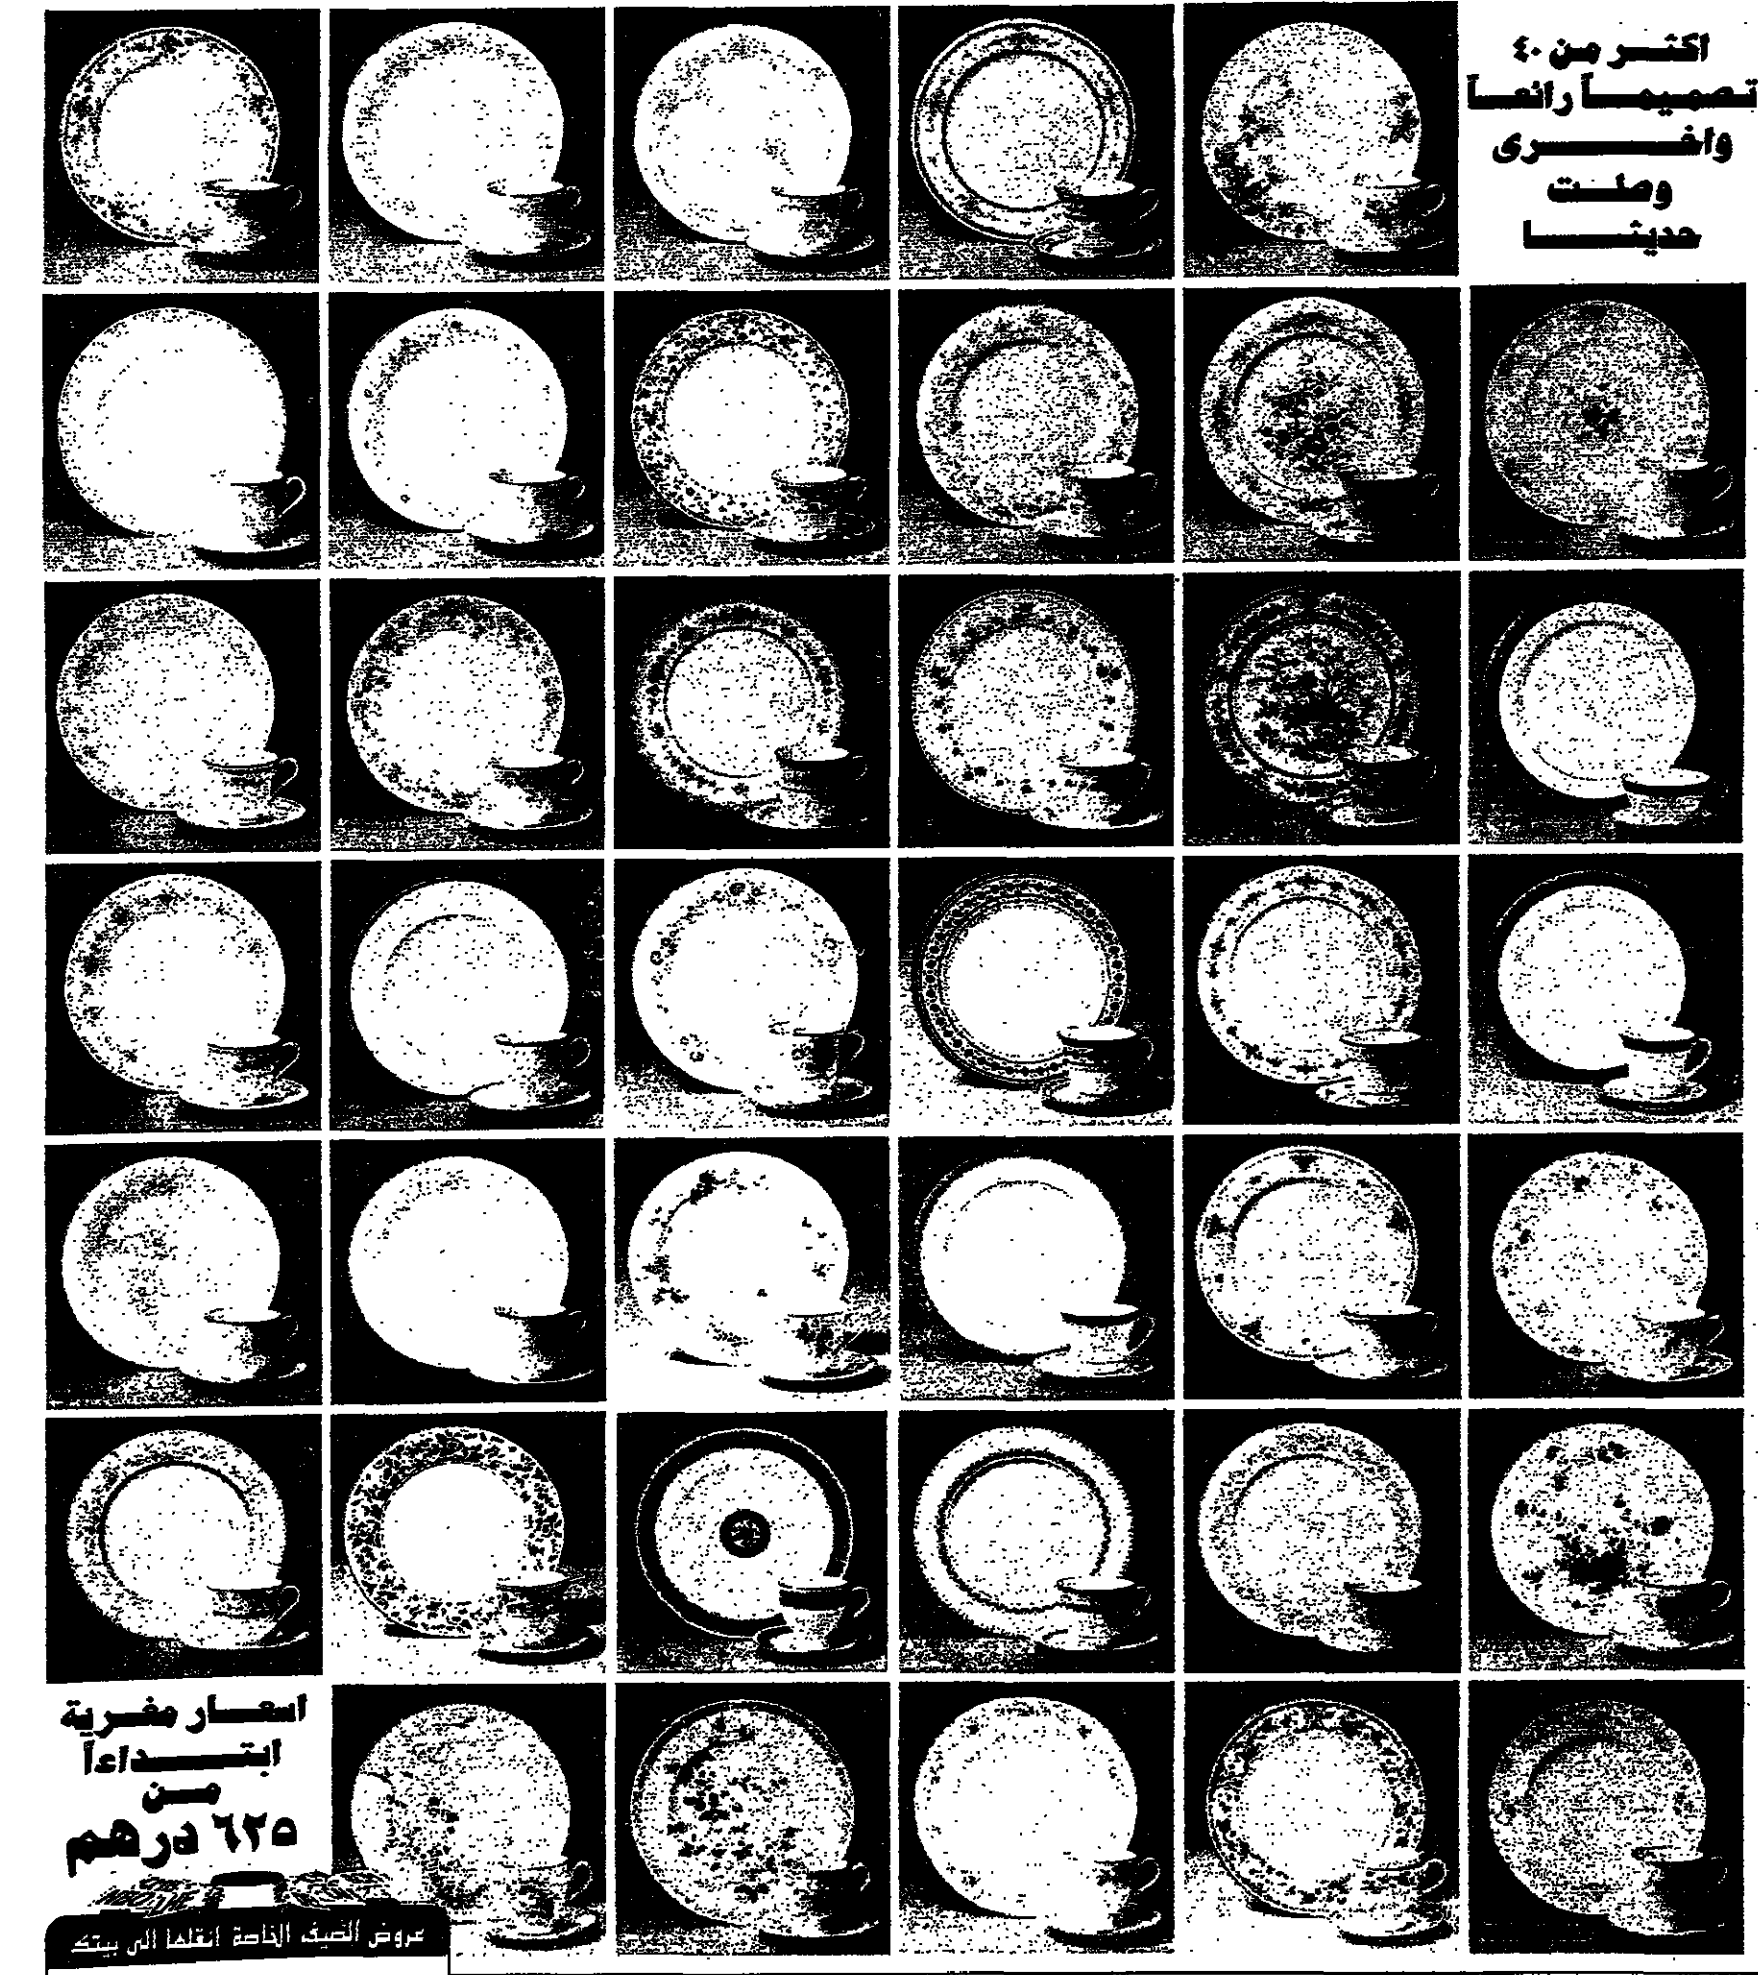 اكثر من ٤٠
تصميماً رائعاً
واخرى
وصلت
حديثا
اسعار مغرية
ابتداءاً
من
٦٢٥ درهم
عروض الصيف الخاصة انقلها الى بيتك